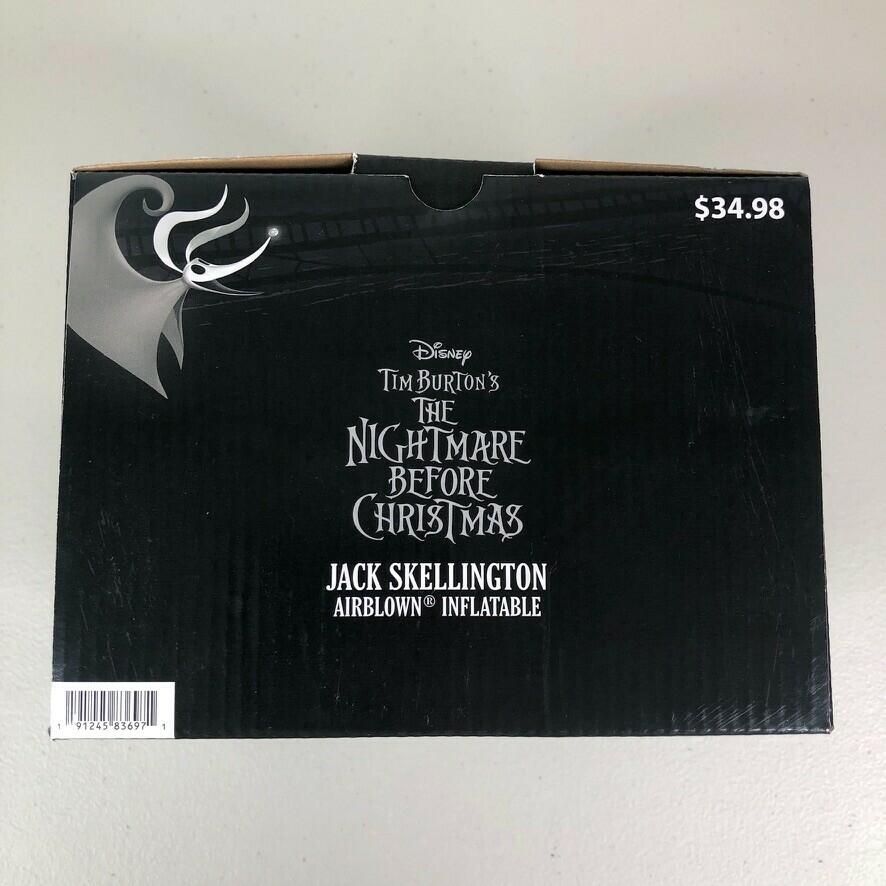 $34.98
Disney
TIM BURTON'S
THE
NIGHTMARE
BEFORE
CHRISTMAS
JACK SKELLINGTON
AIRBLOWN® INFLATABLE
1 91245 83697 1